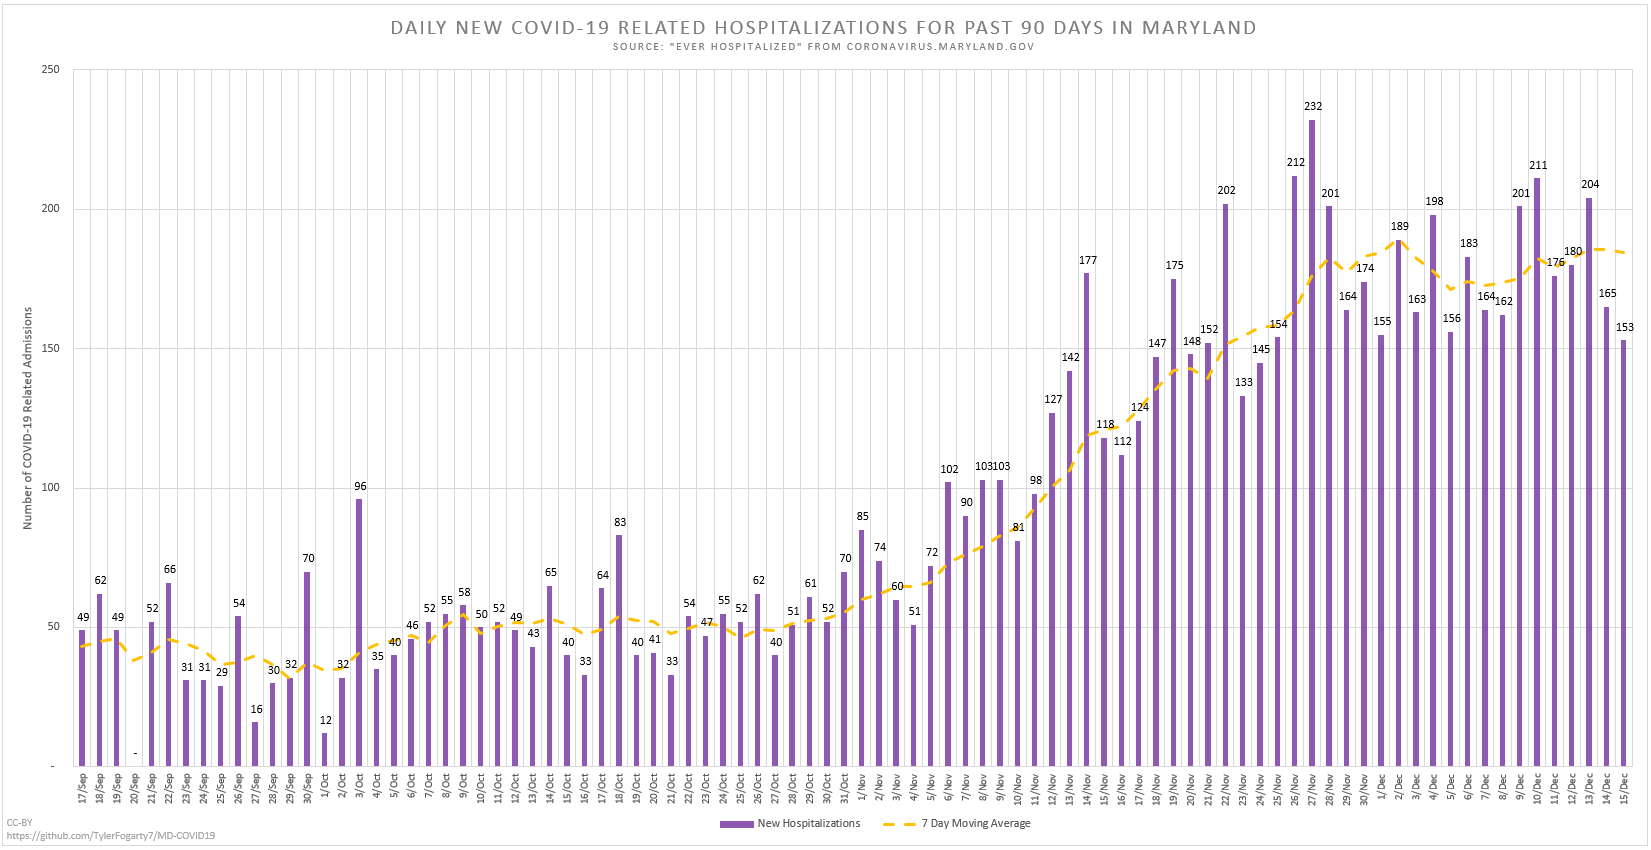 DAILY NEW COVID-19 RELATED HOSPITALIZATIONS FOR PAST 90 DAYS IN MARYLAND
SOURCE: "EVER HOSPITALIZED" FROM CORONAVIRUS.MARYLAND.GOV
Number of COVID-19 Related Admissions
250
200
150
100
50
-
49 62 49 - 52 66 31 31 29 54 16 30 32 70 12 32 96 35 40 46 52 55 58 50 52 49 43 65 40 33 64 83 40 41 33 54 47 55 52 62 40 51 61 52 70 85 74 60 51 72 102 90 103 103 81 98 127 142 177 118 112 124 147 175 148 152 202 133 145 154 212 232 201 164 174 155 189 163 198 156 183 164 162 201 211 176 180 204 165 153
17/Sep 18/Sep 19/Sep 20/Sep 21/Sep 22/Sep 23/Sep 24/Sep 25/Sep 26/Sep 27/Sep 28/Sep 29/Sep 30/Sep 1/Oct 2/Oct 3/Oct 4/Oct 5/Oct 6/Oct 7/Oct 8/Oct 9/Oct 10/Oct 11/Oct 12/Oct 13/Oct 14/Oct 15/Oct 16/Oct 17/Oct 18/Oct 19/Oct 20/Oct 21/Oct 22/Oct 23/Oct 24/Oct 25/Oct 26/Oct 27/Oct 28/Oct 29/Oct 30/Oct 31/Oct 1/Nov 2/Nov 3/Nov 4/Nov 5/Nov 6/Nov 7/Nov 8/Nov 9/Nov 10/Nov 11/Nov 12/Nov 13/Nov 14/Nov 15/Nov 16/Nov 17/Nov 18/Nov 19/Nov 20/Nov 21/Nov 22/Nov 23/Nov 24/Nov 25/Nov 26/Nov 27/Nov 28/Nov 29/Nov 30/Nov 1/Dec 2/Dec 3/Dec 4/Dec 5/Dec 6/Dec 7/Dec 8/Dec 9/Dec 10/Dec 11/Dec 12/Dec 13/Dec 14/Dec 15/Dec
New Hospitalizations 7 Day Moving Average
CC-BY
https://github.com/TylerFogarty7/MD-COVID19